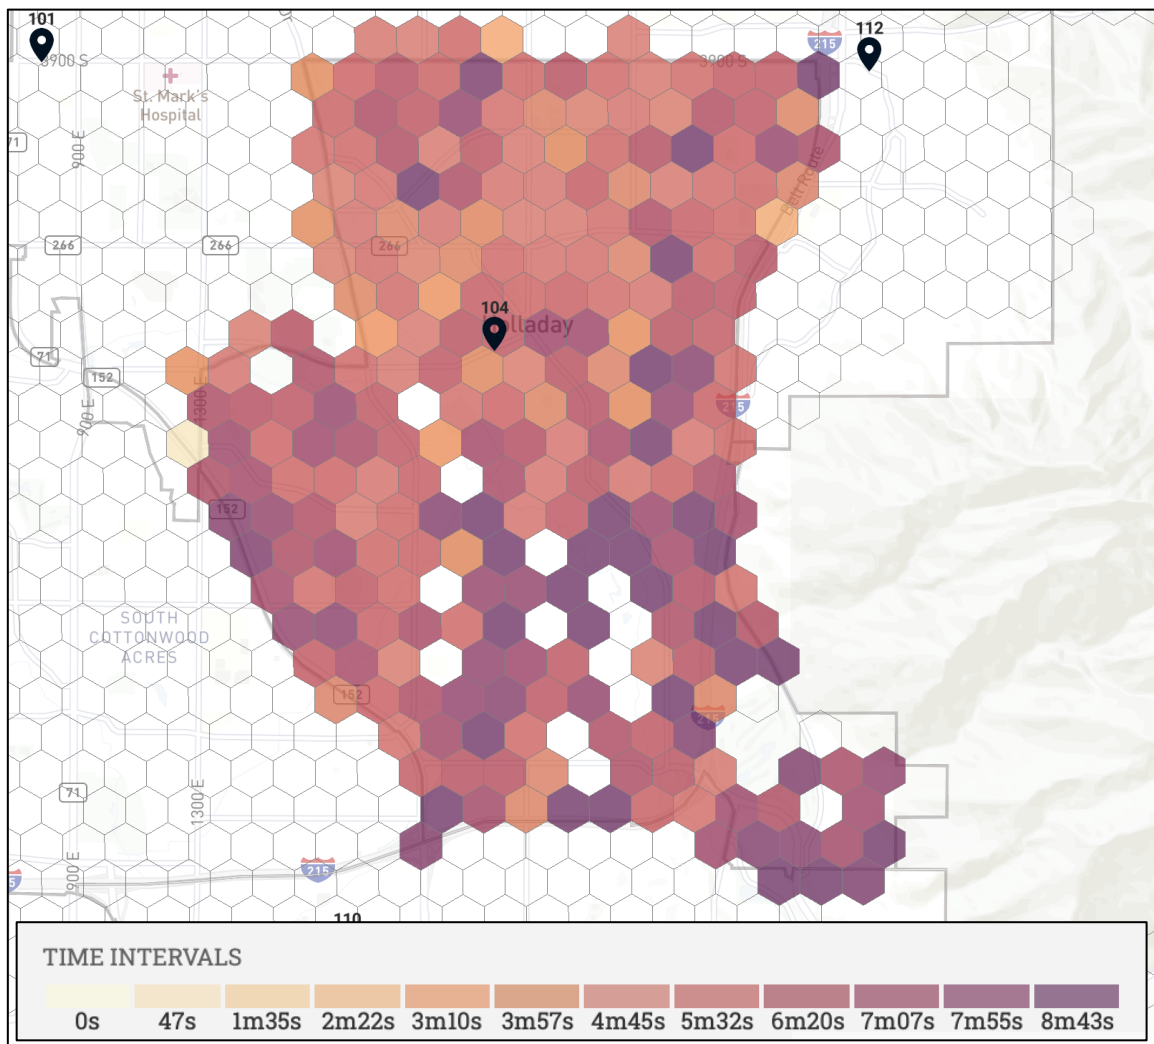 101
112
215
3900 S
3900 S
St. Mark's
Hospital
71
900 E
Belt Route
266
266
266
104
Holladay
71
152
1300 E
900 E
215
152
SOUTH
COTTONWOOD
ACRES
152
215
71
1300 E
900 E
215
110
TIME INTERVALS
0s 47s 1m35s 2m22s 3m10s 3m57s 4m45s 5m32s 6m20s 7m07s 7m55s 8m43s